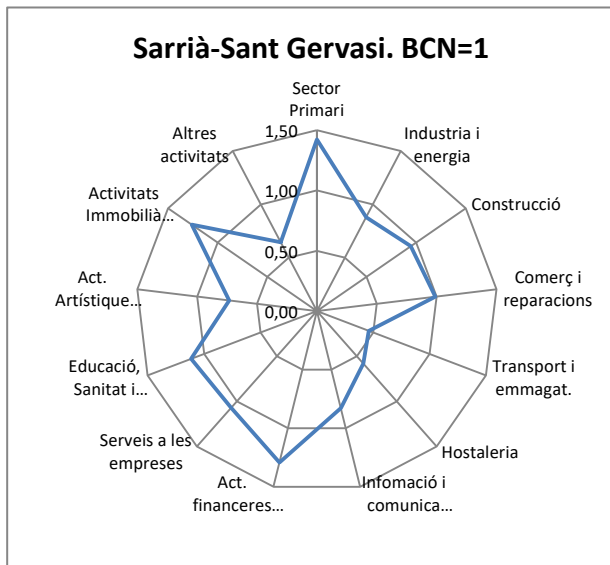 Sarrià-Sant Gervasi. BCN=1
Sector
Primari
Industria i
energia
Construcció
Comerç i
reparacions
Transport i
emmagat.
Hostaleria
Infomació i
comunica...
Act.
financeres...
Serveis a les
empreses
Educació,
Sanitat i...
Act.
Artístique...
Activitats
Immobilià...
Altres
activitats
1,50
1,00
0,50
0,00